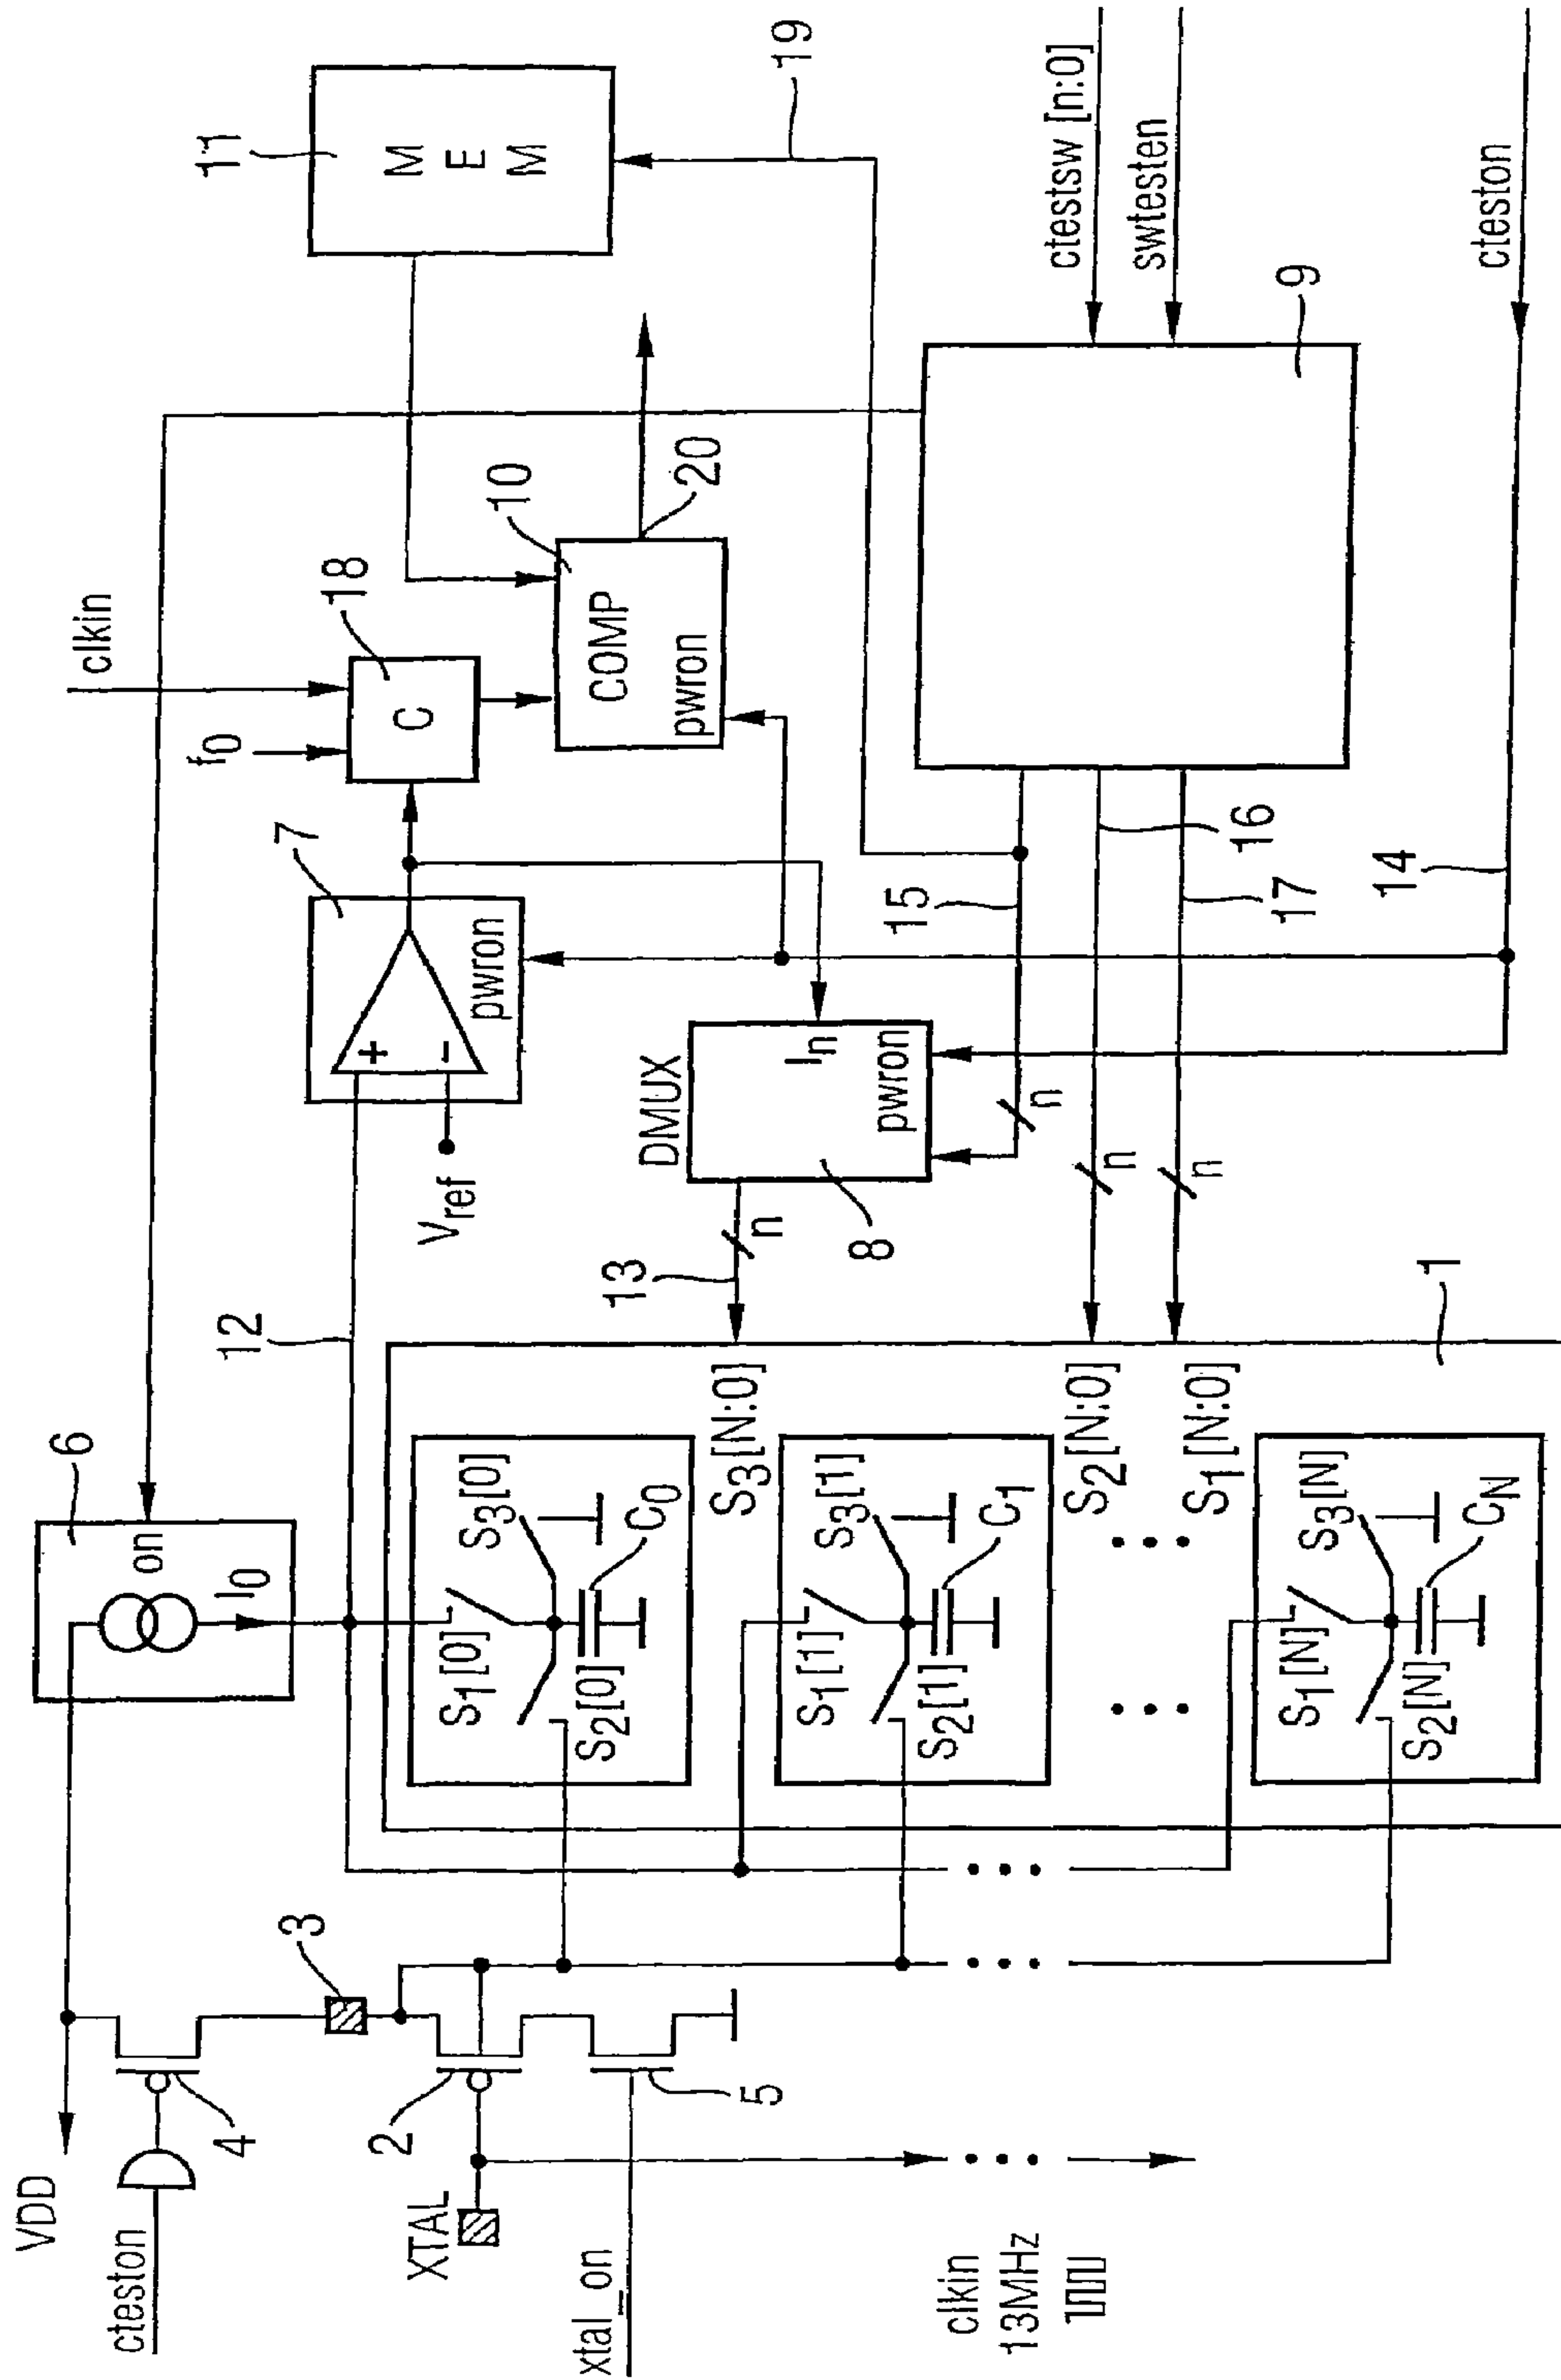 VDD
cteston
4
3
XTAL
2
xtal_on
5
clkin
13MHz
6
on
I0
12
S1[0]
S2[0]
S3[0]
C0
S3[N:0]
S1[1]
S2[1]
S3[1]
C1
S2[N:0]
S1[N:0]
S1[N]
S2[N]
S3[N]
CN
1
Vref
+
-
7
pwron
13
n
DMUX
In
pwron
8
n
n
n
15
16
17
14
f0
clkin
18
C
10
COMP
pwron
20
11
M E M
19
9
ctestsw [n:0]
swtesten
cteston